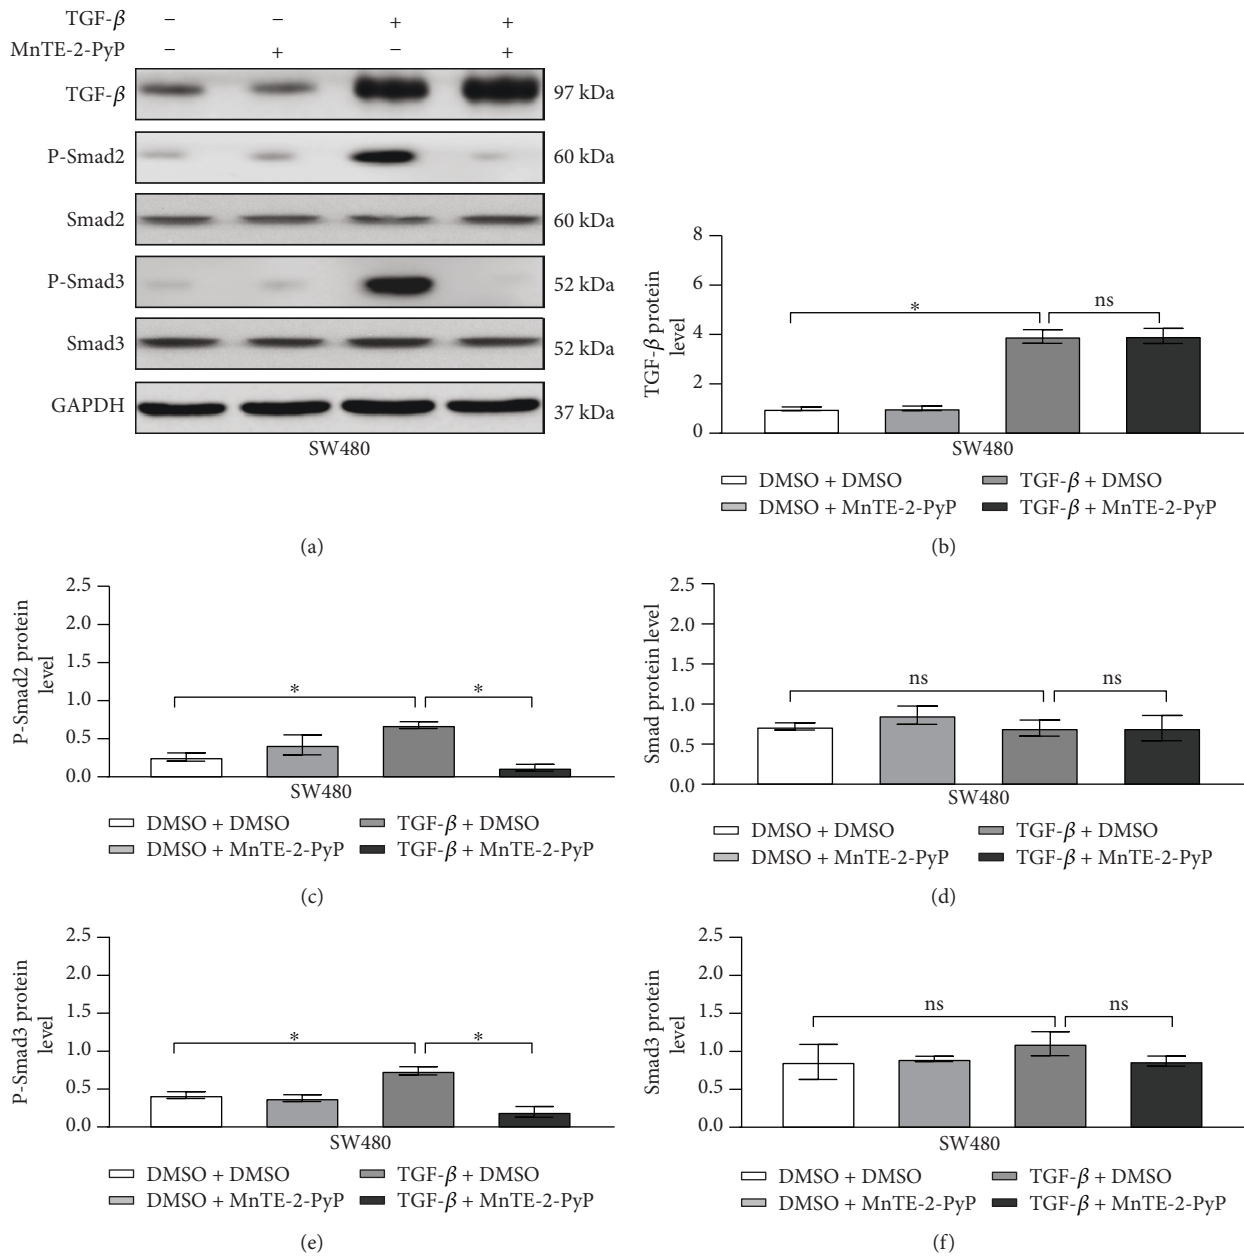 TGF-β – – + +
MnTE-2-PyP – + – +
TGF-β 97 kDa
P-Smad2 60 kDa
Smad2 60 kDa
P-Smad3 52 kDa
Smad3 52 kDa
GAPDH 37 kDa
SW480
(a)
TGF-β protein
level
8
6
4
2
0
* ns
SW480
DMSO + DMSO
DMSO + MnTE-2-PyP
TGF-β + DMSO
TGF-β + MnTE-2-PyP
(b)
P-Smad2 protein
level
2.5
2.0
1.5
1.0
0.5
0.0
* *
SW480
DMSO + DMSO
DMSO + MnTE-2-PyP
TGF-β + DMSO
TGF-β + MnTE-2-PyP
(c)
Smad protein level
2.5
2.0
1.5
1.0
0.5
0.0
ns ns
SW480
DMSO + DMSO
DMSO + MnTE-2-PyP
TGF-β + DMSO
TGF-β + MnTE-2-PyP
(d)
P-Smad3 protein
level
2.5
2.0
1.5
1.0
0.5
0.0
* *
SW480
DMSO + DMSO
DMSO + MnTE-2-PyP
TGF-β + DMSO
TGF-β + MnTE-2-PyP
(e)
Smad3 protein
level
2.5
2.0
1.5
1.0
0.5
0.0
ns ns
SW480
DMSO + DMSO
DMSO + MnTE-2-PyP
TGF-β + DMSO
TGF-β + MnTE-2-PyP
(f)